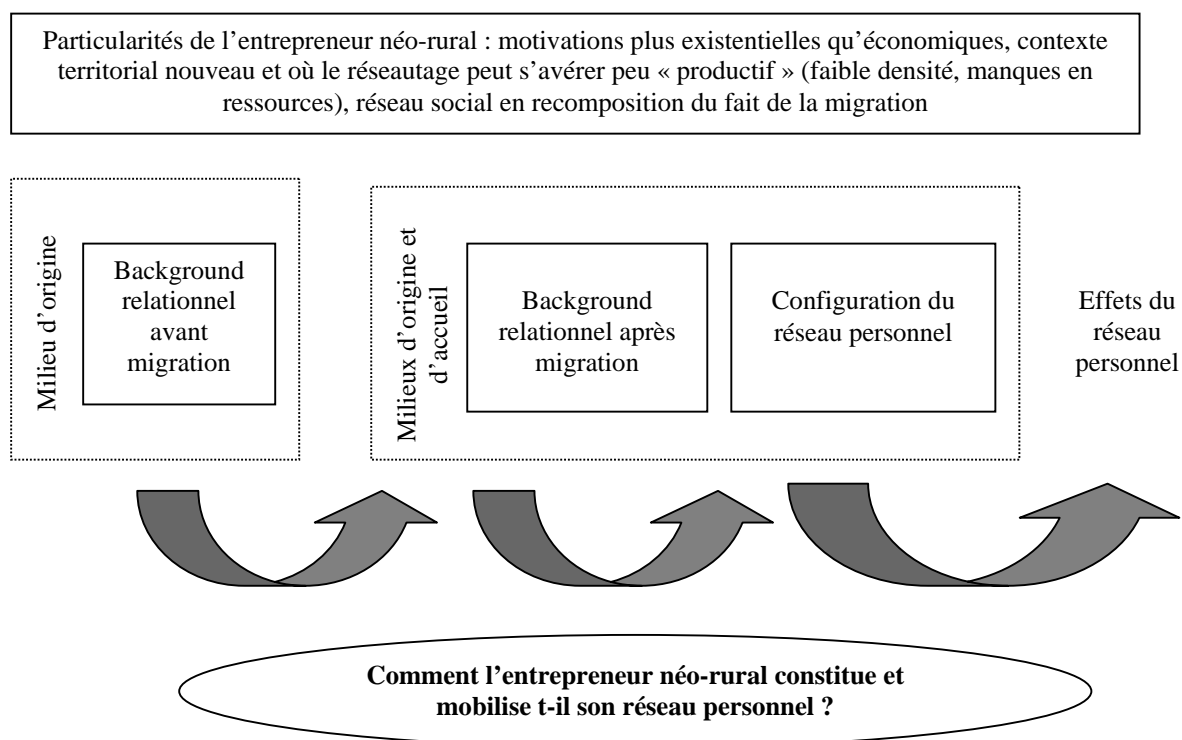 Particularités de l’entrepreneur néo-rural : motivations plus existentielles qu’économiques, contexte
territorial nouveau et où le réseautage peut s’avérer peu « productif » (faible densité, manques en
ressources), réseau social en recomposition du fait de la migration
Milieu d’origine
Background
relationnel
avant
migration
Milieux d’origine et
d’accueil
Background
relationnel après
migration
Configuration du
réseau personnel
Effets du
réseau
personnel
Comment l’entrepreneur néo-rural constitue et
mobilise t-il son réseau personnel ?